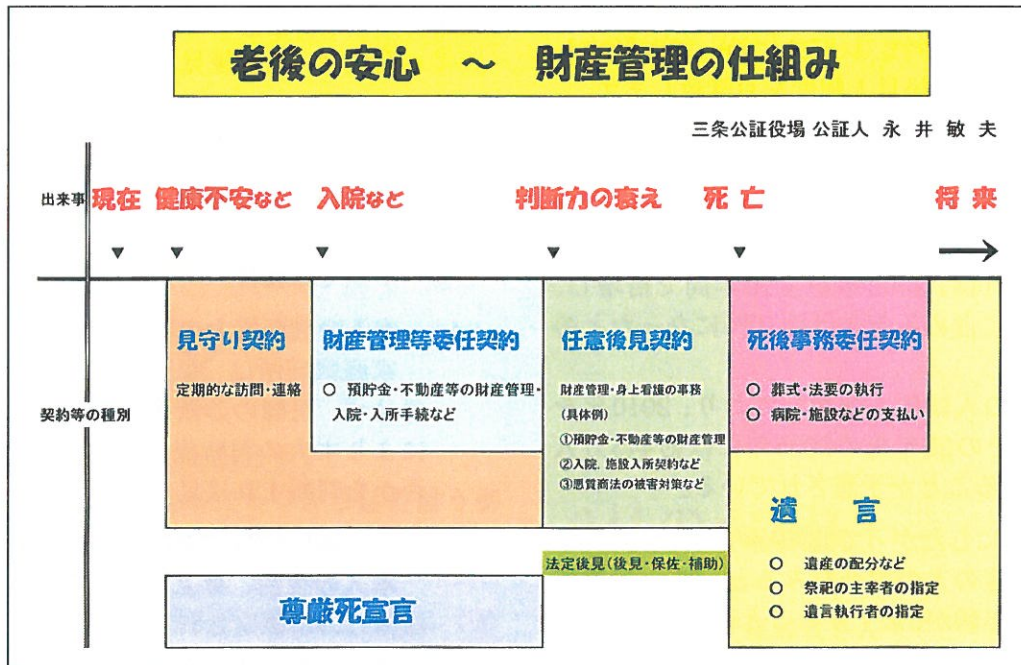 老後の安心 ～ 財産管理の仕組み
三条公証役場 公証人 永 井 敏 夫
出来事
現在
健康不安など
入院など
判断力の衰え
死 亡
将 来
契約等の種別
見守り契約
定期的な訪問・連絡
財産管理等委任契約
○ 預貯金・不動産等の財産管理・
入院・入所手続など
任意後見契約
財産管理・身上看護の事務
(具体例)
①預貯金・不動産等の財産管理
②入院、施設入所契約など
③悪質商法の被害対策など
死後事務委任契約
○ 葬式・法要の執行
○ 病院・施設などの支払い
法定後見(後見・保佐・補助)
尊厳死宣言
遺 言
○ 遺産の配分など
○ 祭祀の主宰者の指定
○ 遺言執行者の指定